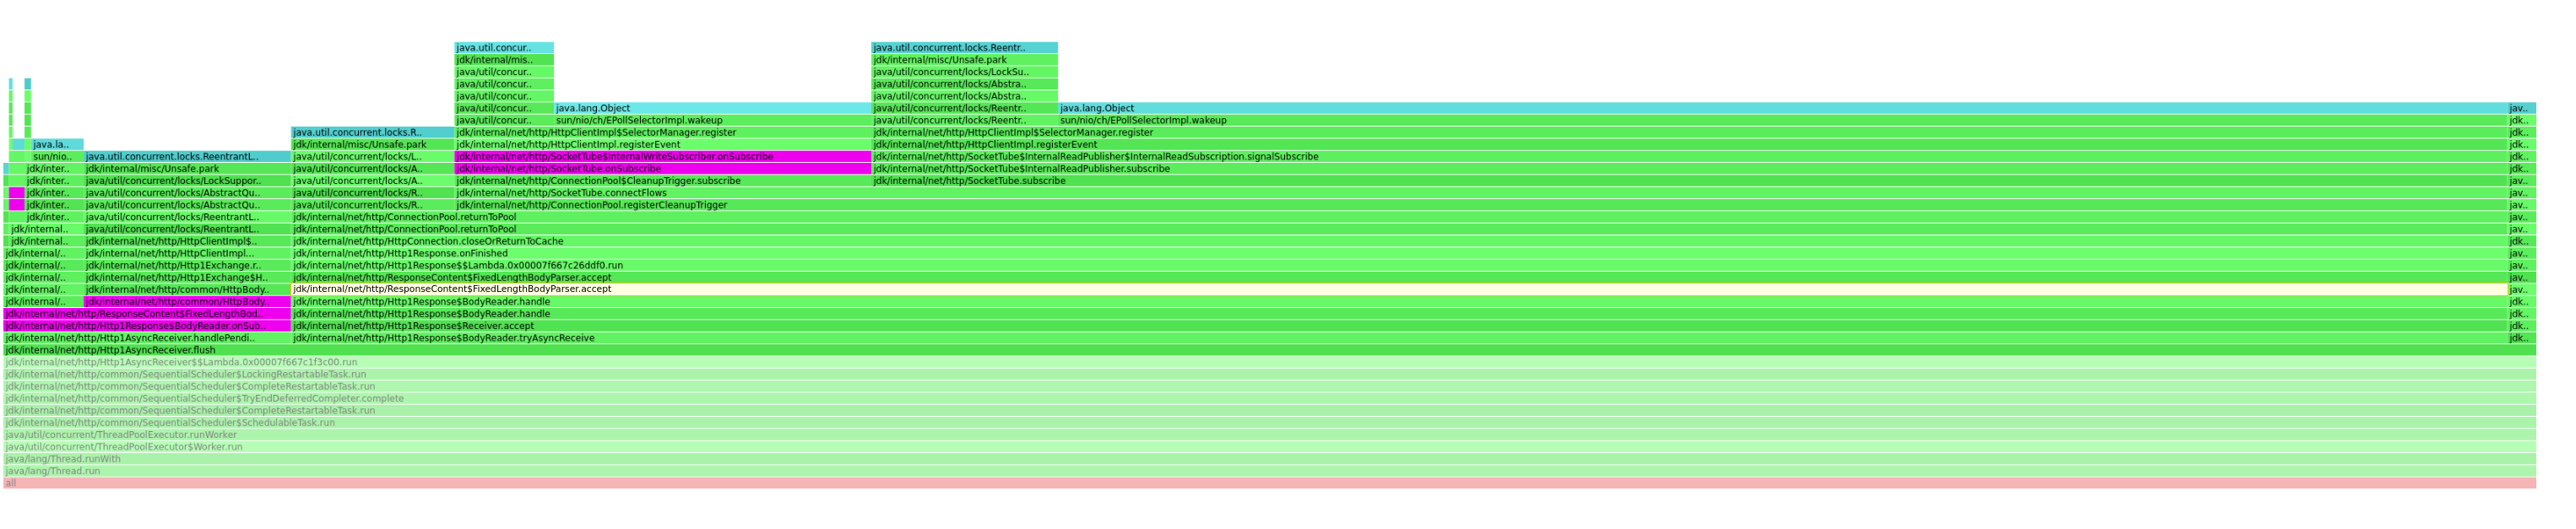 java.util.concur.. java.util.concurrent.locks.Reentr..
jdk/internal/mis.. jdk/internal/misc/Unsafe.park
java/util/concur.. java/util/concurrent/locks/LockSu..
java/util/concur.. java/util/concurrent/locks/Abstra..
java/util/concur.. java/util/concurrent/locks/Abstra..
java/util/concur.. java.lang.Object java/util/concurrent/locks/Reentr.. java.lang.Object jav..
java/util/concur.. sun/nio/ch/EPollSelectorImpl.wakeup java/util/concurrent/locks/Reentr.. sun/nio/ch/EPollSelectorImpl.wakeup jdk..
java.util.concurrent.locks.R.. jdk/internal/net/http/HttpClientImpl$SelectorManager.register jdk/internal/net/http/HttpClientImpl$SelectorManager.register jdk..
java.la.. jdk/internal/misc/Unsafe.park jdk/internal/net/http/HttpClientImpl.registerEvent jdk/internal/net/http/HttpClientImpl.registerEvent jdk..
sun/nio.. java.util.concurrent.locks.ReentrantL.. java/util/concurrent/locks/L.. jdk/internal/net/http/SocketTube$InternalWriteSubscriber.onSubscribe jdk/internal/net/http/SocketTube$InternalReadPublisher$InternalReadSubscription.signalSubscribe jdk..
jdk/inter.. jdk/internal/misc/Unsafe.park java/util/concurrent/locks/A.. jdk/internal/net/http/SocketTube.onSubscribe jdk/internal/net/http/SocketTube$InternalReadPublisher.subscribe jdk..
jdk/inter.. java/util/concurrent/locks/LockSuppor.. java/util/concurrent/locks/A.. jdk/internal/net/http/ConnectionPool$CleanupTrigger.subscribe jdk/internal/net/http/SocketTube.subscribe jav..
jdk/inter.. java/util/concurrent/locks/AbstractQu.. java/util/concurrent/locks/R.. jdk/internal/net/http/SocketTube.connectFlows jav..
jdk/inter.. java/util/concurrent/locks/AbstractQu.. java/util/concurrent/locks/R.. jdk/internal/net/http/ConnectionPool.registerCleanupTrigger jav..
jdk/inter.. java/util/concurrent/locks/ReentrantL.. jdk/internal/net/http/ConnectionPool.returnToPool jav..
jdk/internal.. java/util/concurrent/locks/ReentrantL.. jdk/internal/net/http/ConnectionPool.returnToPool jav..
jdk/internal.. jdk/internal/net/http/HttpClientImpl$.. jdk/internal/net/http/HttpConnection.closeOrReturnToCache jdk..
jdk/internal/.. jdk/internal/net/http/HttpClientImpl... jdk/internal/net/http/Http1Response.onFinished jav..
jdk/internal/.. jdk/internal/net/http/Http1Exchange.r.. jdk/internal/net/http/Http1Response$$Lambda.0x00007f667c26ddf0.run jav..
jdk/internal/.. jdk/internal/net/http/Http1Exchange$H.. jdk/internal/net/http/ResponseContent$FixedLengthBodyParser.accept jav..
jdk/internal/.. jdk/internal/net/http/common/HttpBody.. jdk/internal/net/http/ResponseContent$FixedLengthBodyParser.accept jav..
jdk/internal/.. jdk/internal/net/http/common/HttpBody.. jdk/internal/net/http/Http1Response$BodyReader.handle jdk..
jdk/internal/net/http/ResponseContent$FixedLengthBod.. jdk/internal/net/http/Http1Response$BodyReader.handle jdk..
jdk/internal/net/http/Http1Response$BodyReader.onSub.. jdk/internal/net/http/Http1Response$Receiver.accept jdk..
jdk/internal/net/http/Http1AsyncReceiver.handlePendi.. jdk/internal/net/http/Http1Response$BodyReader.tryAsyncReceive jdk..
jdk/internal/net/http/Http1AsyncReceiver.flush
jdk/internal/net/http/Http1AsyncReceiver$$Lambda.0x00007f667c1f3c00.run
jdk/internal/net/http/common/SequentialScheduler$LockingRestartableTask.run
jdk/internal/net/http/common/SequentialScheduler$CompleteRestartableTask.run
jdk/internal/net/http/common/SequentialScheduler$TryEndDeferredCompleter.complete
jdk/internal/net/http/common/SequentialScheduler$CompleteRestartableTask.run
jdk/internal/net/http/common/SequentialScheduler$SchedulableTask.run
java/util/concurrent/ThreadPoolExecutor.runWorker
java/util/concurrent/ThreadPoolExecutor$Worker.run
java/lang/Thread.runWith
java/lang/Thread.run
all